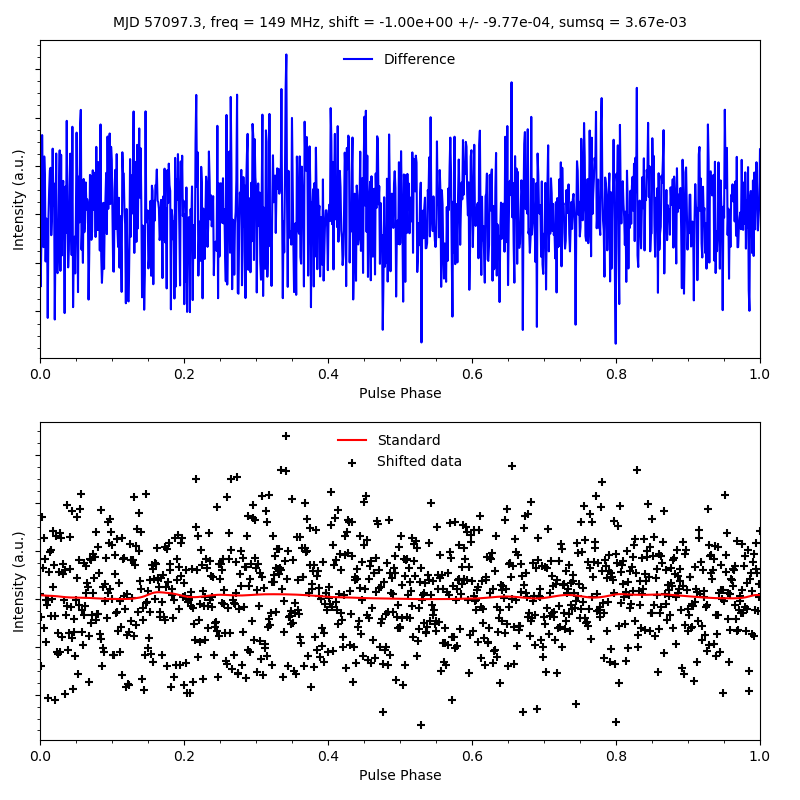 MJD 57097.3, freq = 149 MHz, shift = -1.00e+00 +/- -9.77e-04, sumsq = 3.67e-03
Difference
Intensity (a.u.)
0.0 0.2 0.4 0.6 0.8 1.0
Pulse Phase
Standard
Shifted data
Intensity (a.u.)
0.0 0.2 0.4 0.6 0.8 1.0
Pulse Phase